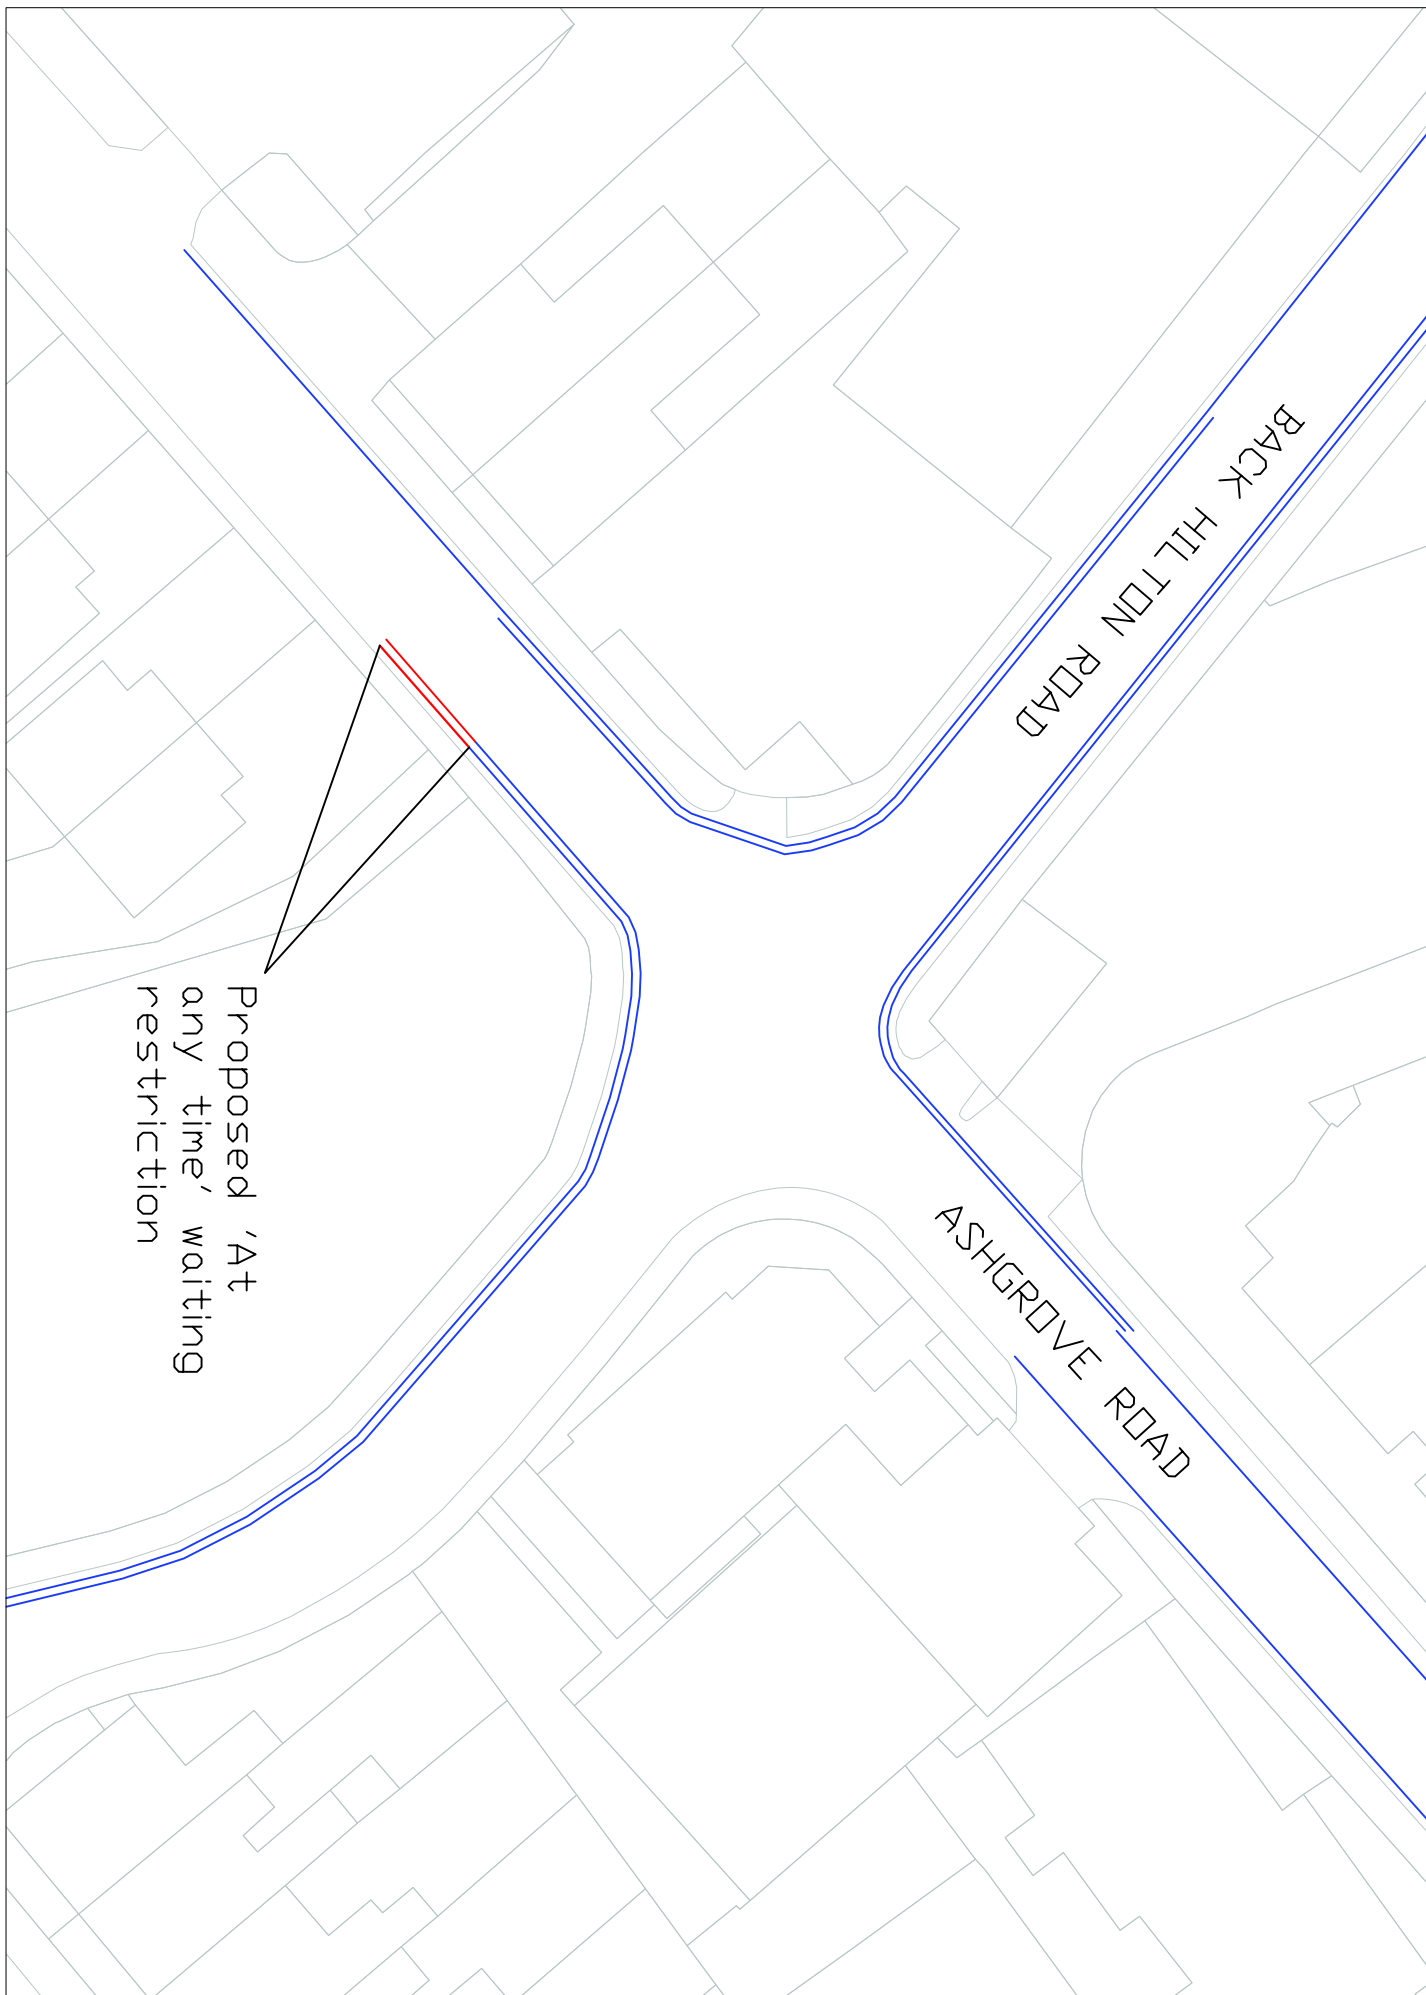 BACK HILTON ROAD
ASHGROVE ROAD
Proposed 'At
any time' waiting
restriction